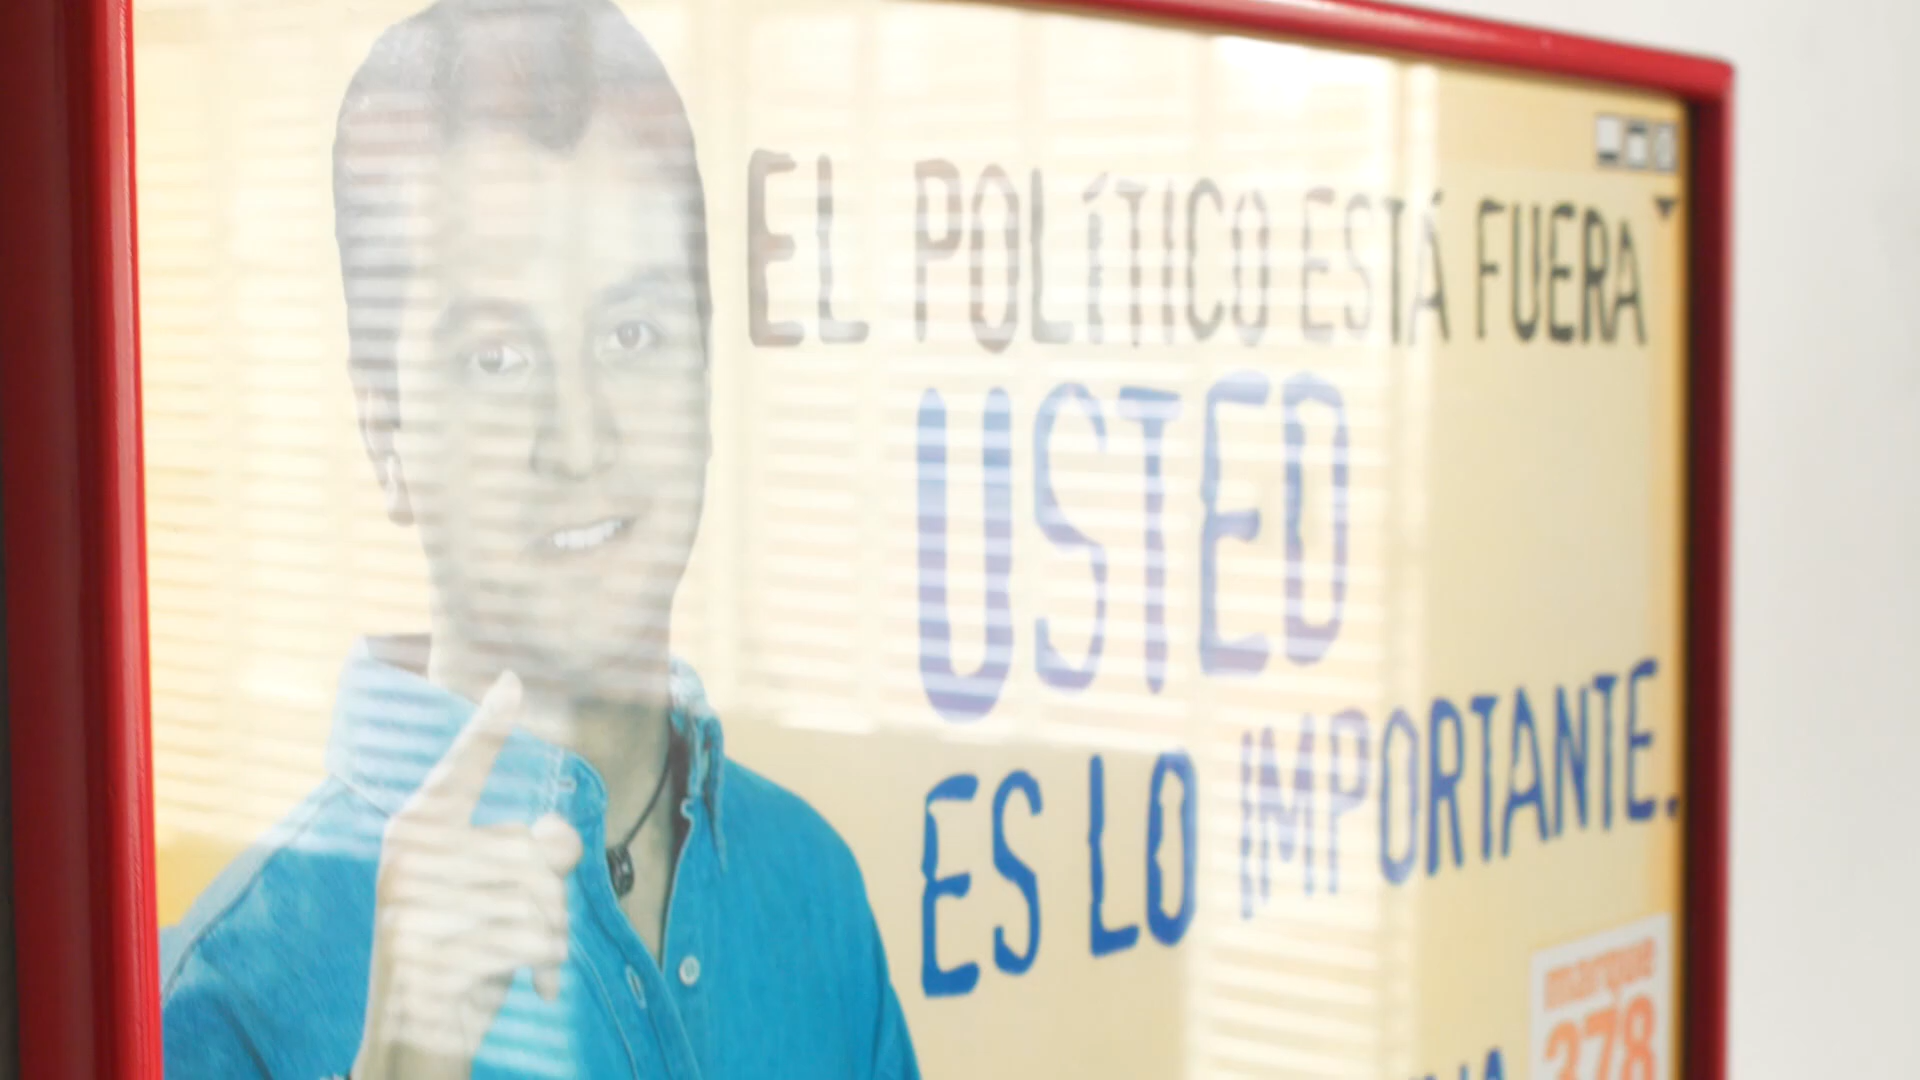 EL POLÍTICO ESTÁ FUERA
USTED
ES LO IMPORTANTE.
marque
378